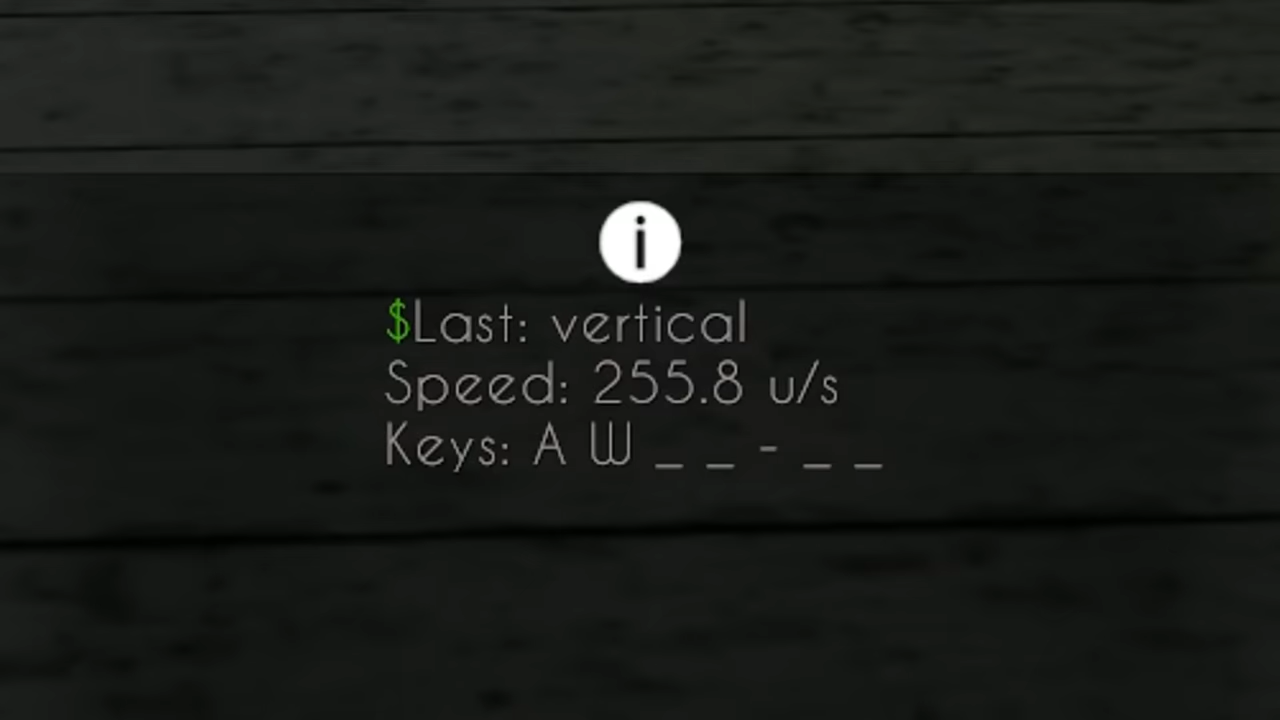 i
$Last: vertical
Speed: 255.8 u/s
Keys: A W _ _ - _ _